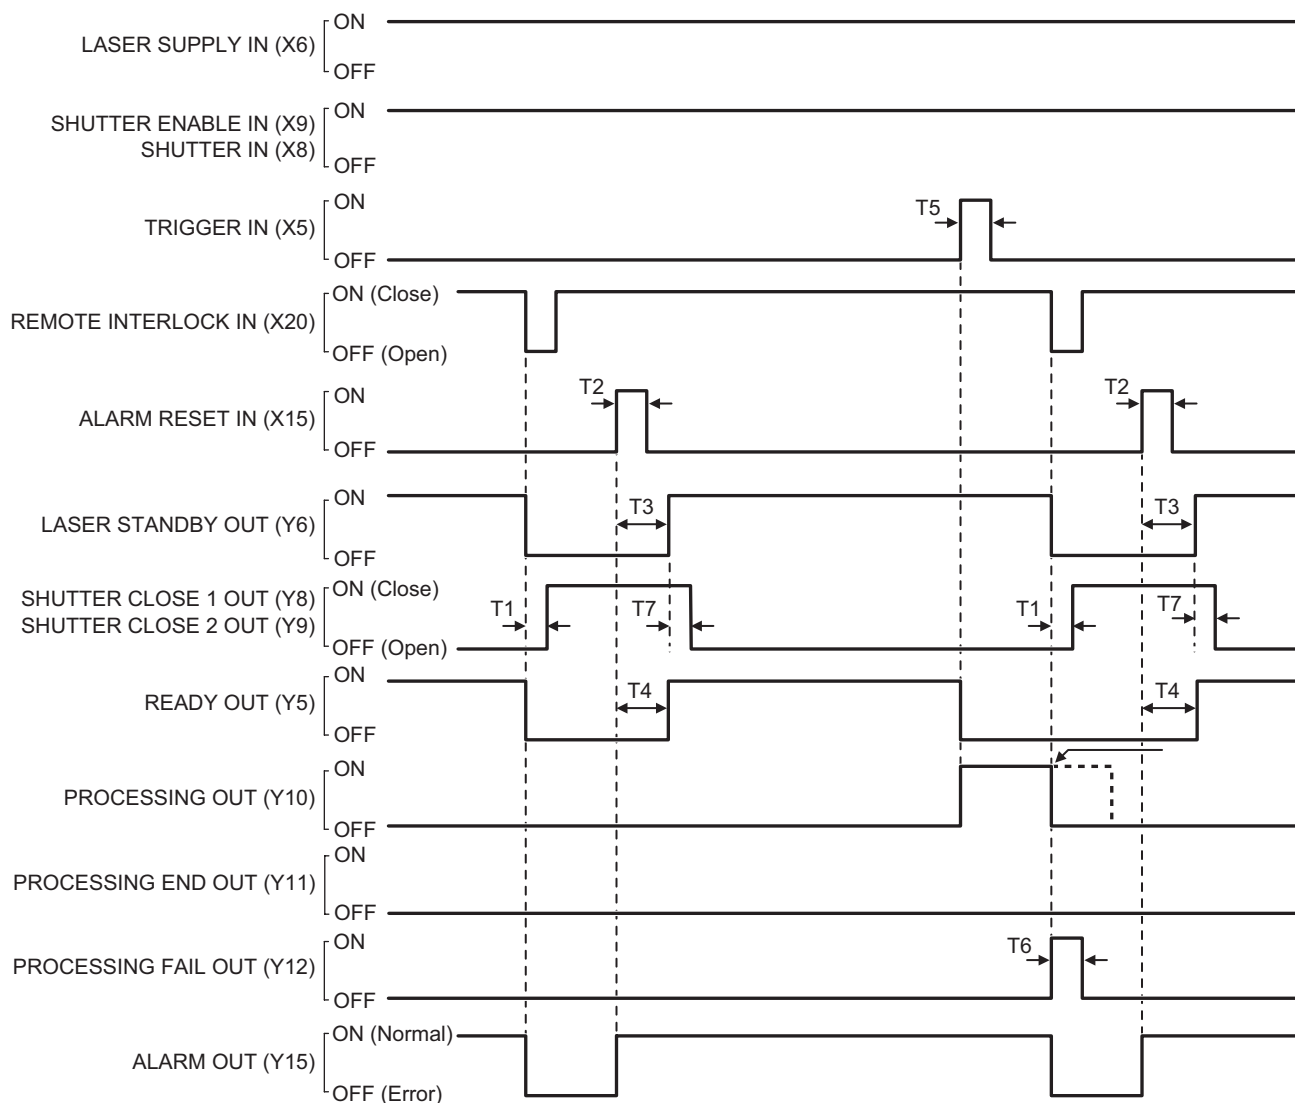 ON
LASER SUPPLY IN (X6)
OFF
ON
SHUTTER ENABLE IN (X9)
SHUTTER IN (X8)
OFF
ON
T5
TRIGGER IN (X5)
OFF
ON (Close)
REMOTE INTERLOCK IN (X20)
OFF (Open)
ON
T2
T2
ALARM RESET IN (X15)
OFF
ON
T3
T3
LASER STANDBY OUT (Y6)
OFF
ON (Close)
SHUTTER CLOSE 1 OUT (Y8)
T1
T7
T1
T7
SHUTTER CLOSE 2 OUT (Y9)
OFF (Open)
ON
T4
T4
READY OUT (Y5)
OFF
ON
PROCESSING OUT (Y10)
OFF
ON
PROCESSING END OUT (Y11)
OFF
ON
T6
PROCESSING FAIL OUT (Y12)
OFF
ON (Normal)
ALARM OUT (Y15)
OFF (Error)